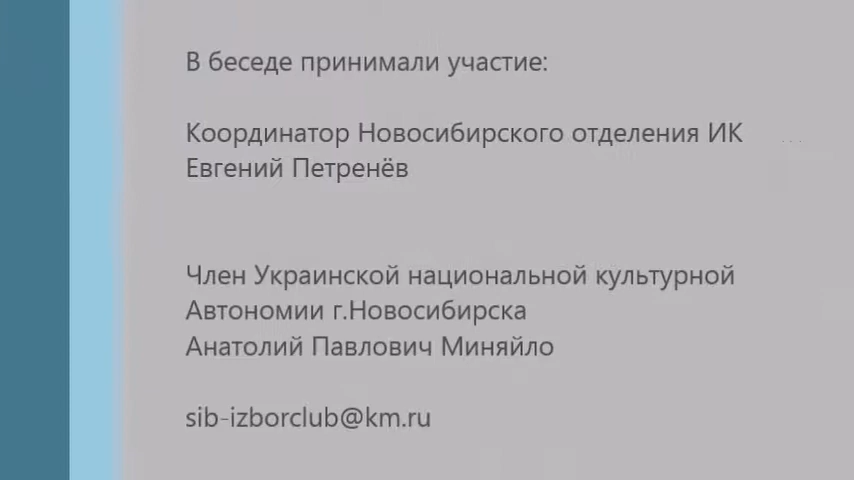 В беседе принимали участие:
Координатор Новосибирского отделения ИК
Евгений Петренёв
Член Украинской национальной культурной
Автономии г.Новосибирска
Анатолий Павлович Миняйло
sib-izborclub@km.ru